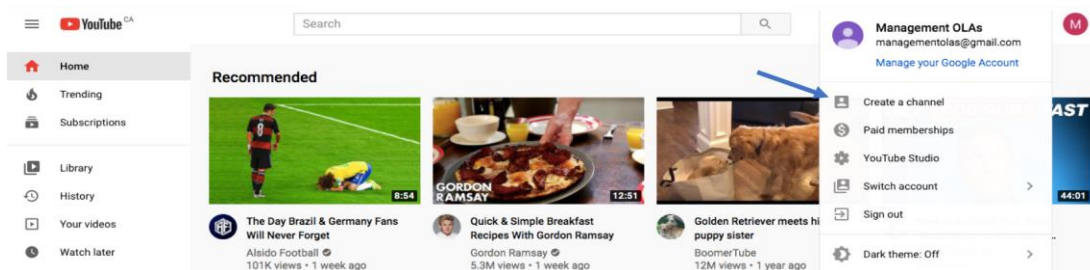 YouTube CA
Search
Home
Trending
Subscriptions
Library
History
Your videos
Watch later
Recommended
8
8:54
The Day Brazil & Germany Fans
Will Never Forget
Alsido Football
101K views • 1 week ago
GORDON
RAMSAY
12:51
Quick & Simple Breakfast
Recipes With Gordon Ramsay
Gordon Ramsay
5.3M views • 1 week ago
Golden Retriever meets hi
puppy sister
BoomerTube
12M views • 1 year ago
AST
44:01
M
Management OLAs
managementolas@gmail.com
Manage your Google Account
Create a channel
Paid memberships
YouTube Studio
Switch account
Sign out
Dark theme: Off